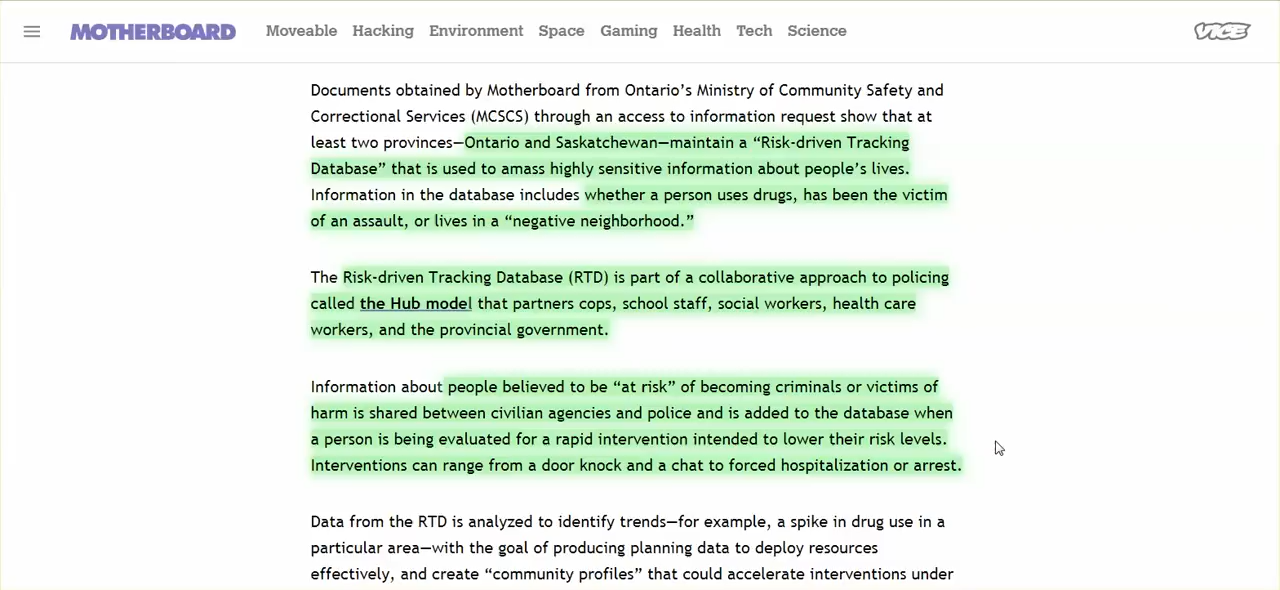 MOTHERBOARD Moveable Hacking Environment Space Gaming Health Tech Science VICE
Documents obtained by Motherboard from Ontario’s Ministry of Community Safety and
Correctional Services (MCSCS) through an access to information request show that at
least two provinces—Ontario and Saskatchewan—maintain a “Risk-driven Tracking
Database” that is used to amass highly sensitive information about people’s lives.
Information in the database includes whether a person uses drugs, has been the victim
of an assault, or lives in a “negative neighborhood.”
The Risk-driven Tracking Database (RTD) is part of a collaborative approach to policing
called the Hub model that partners cops, school staff, social workers, health care
workers, and the provincial government.
Information about people believed to be “at risk” of becoming criminals or victims of
harm is shared between civilian agencies and police and is added to the database when
a person is being evaluated for a rapid intervention intended to lower their risk levels.
Interventions can range from a door knock and a chat to forced hospitalization or arrest.
Data from the RTD is analyzed to identify trends—for example, a spike in drug use in a
particular area—with the goal of producing planning data to deploy resources
effectively, and create “community profiles” that could accelerate interventions under